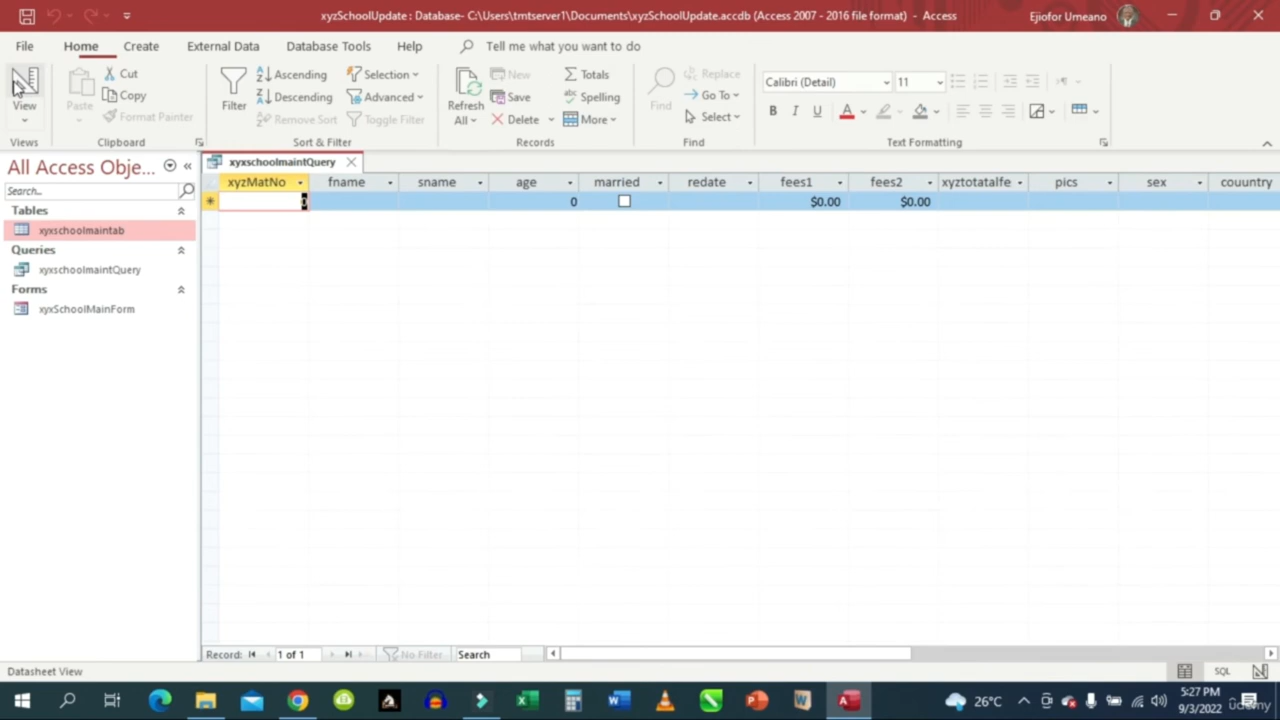 xyzSchoolUpdate : Database- C:\Users\tmtserver1\Documents\xyzSchoolUpdate.accdb (Access 2007 - 2016 file format) - Access
Ejiofor Umeano
File Home Create External Data Database Tools Help Tell me what you want to do
View
Views
Paste
Cut
Copy
Format Painter
Clipboard
Filter
Ascending
Descending
Remove Sort
Selection
Advanced
Toggle Filter
Sort & Filter
Refresh All
New
Save
Delete
Totals
Spelling
More
Records
Find
Replace
Go To
Select
Find
Calibri (Detail) 11
B I U A
Text Formatting
All Access Obje...
Search...
Tables
xyxschoolmaintab
Queries
xyxschoolmaintQuery
Forms
xyxSchoolMainForm
xyxschoolmaintQuery
xyzMatNo fname sname age married redate fees1 fees2 xyztotatalfe pics sex couuntry
0 0 $0.00 $0.00
Record: 1 of 1 No Filter Search
Datasheet View
SQL
26°C
5:27 PM
9/3/2022
udemy